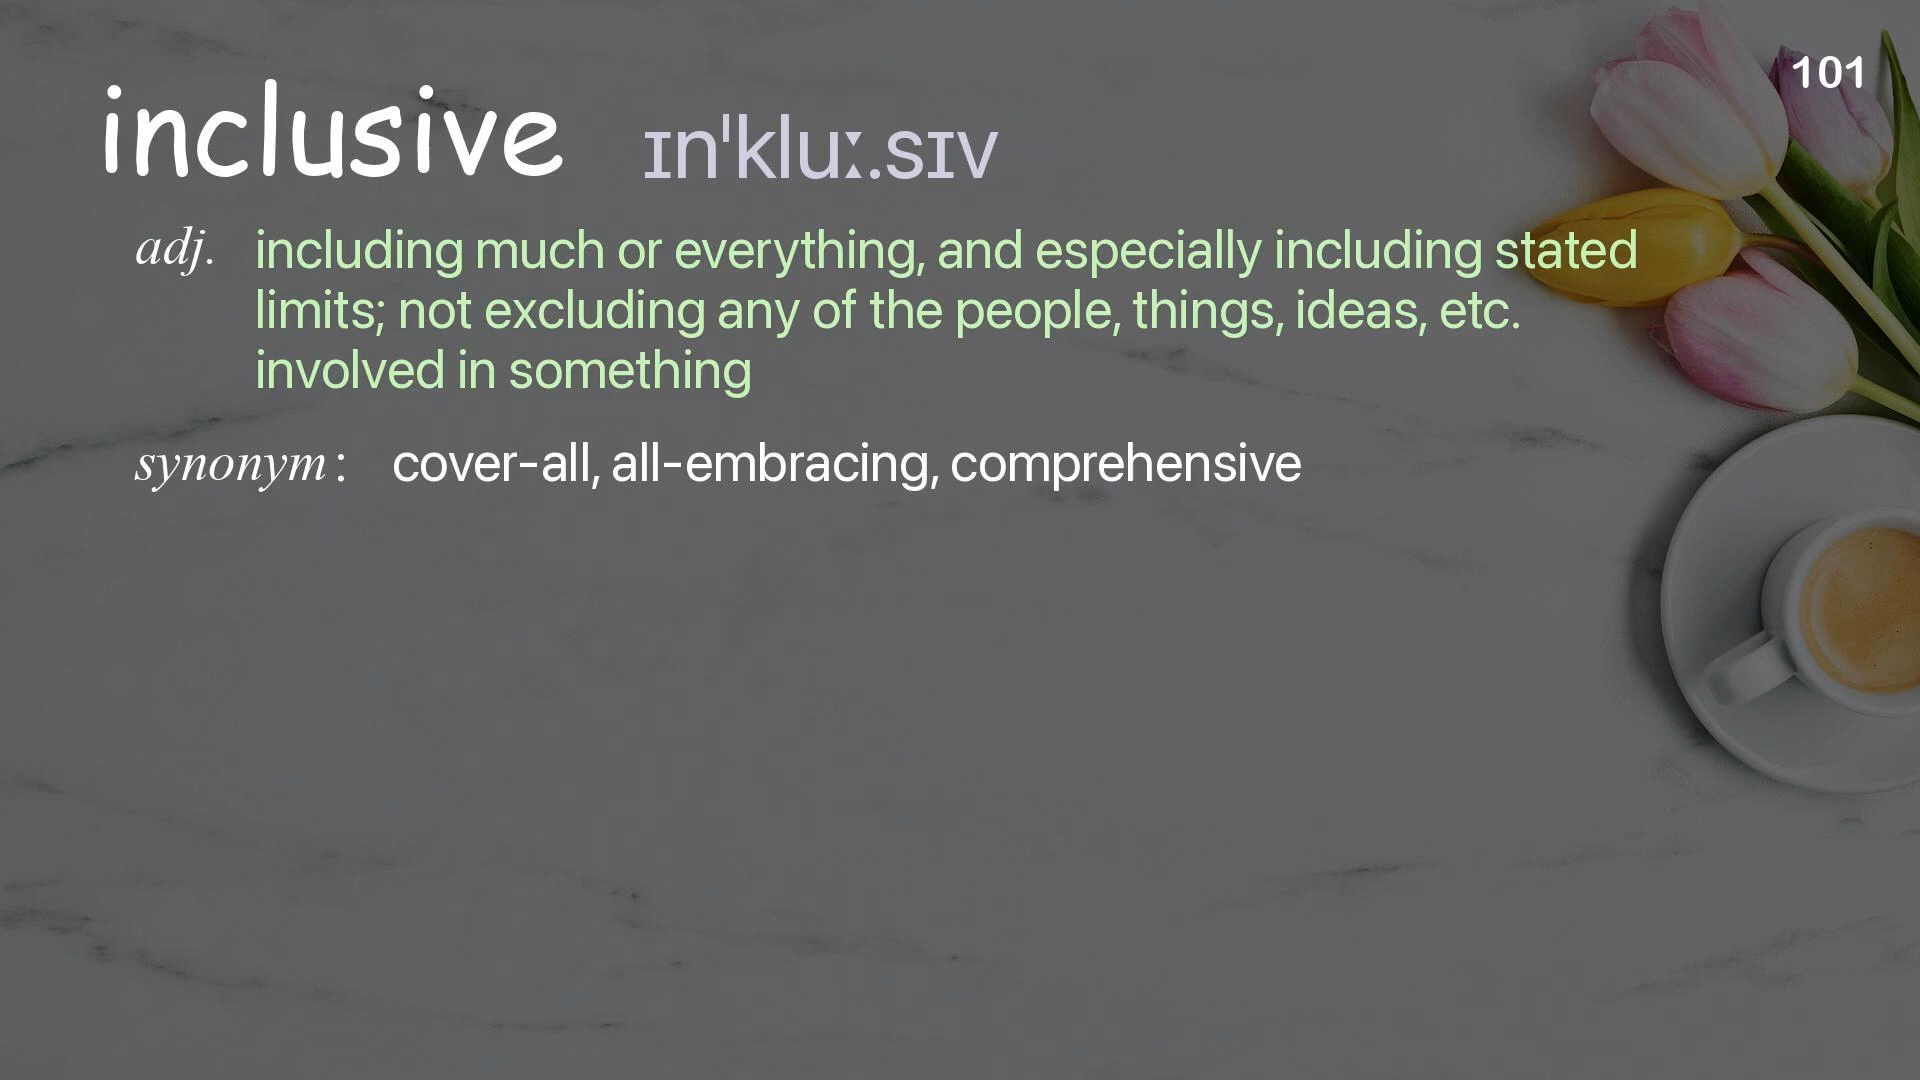 101
inclusive ɪnˈkluː.sɪv
adj. including much or everything, and especially including stated
limits; not excluding any of the people, things, ideas, etc.
involved in something
synonym : cover-all, all-embracing, comprehensive